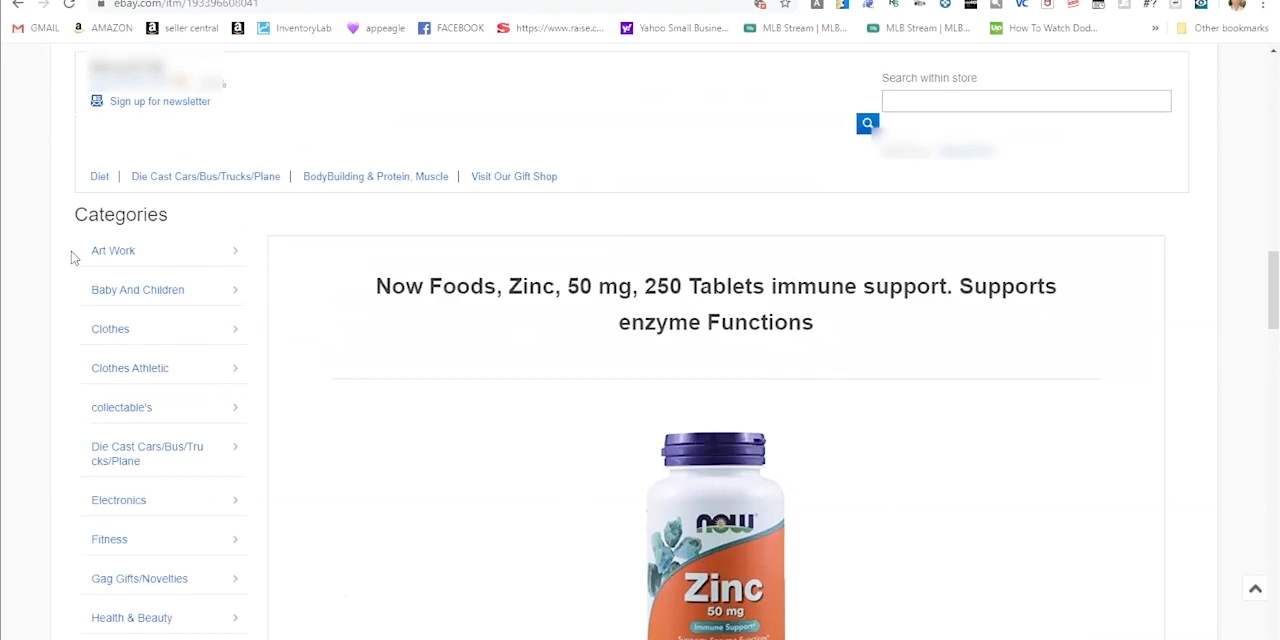 ebay.com/itm/193396608041
GMAIL
AMAZON
seller central
InventoryLab
appeagle
FACEBOOK
https://www.raise.c...
Yahoo Small Busine...
MLB Stream | MLB...
MLB Stream | MLB...
How To Watch Dod...
»
Other bookmarks
Sign up for newsletter
Search within store
Diet | Die Cast Cars/Bus/Trucks/Plane | BodyBuilding & Protein, Muscle | Visit Our Gift Shop
Categories
Art Work
Baby And Children
Clothes
Clothes Athletic
collectable's
Die Cast Cars/Bus/Tru
cks/Plane
Electronics
Fitness
Gag Gifts/Novelties
Health & Beauty
Now Foods, Zinc, 50 mg, 250 Tablets immune support. Supports
enzyme Functions
NOW
Zinc
50 mg
Immune Support*
Supports Enzyme Functions*